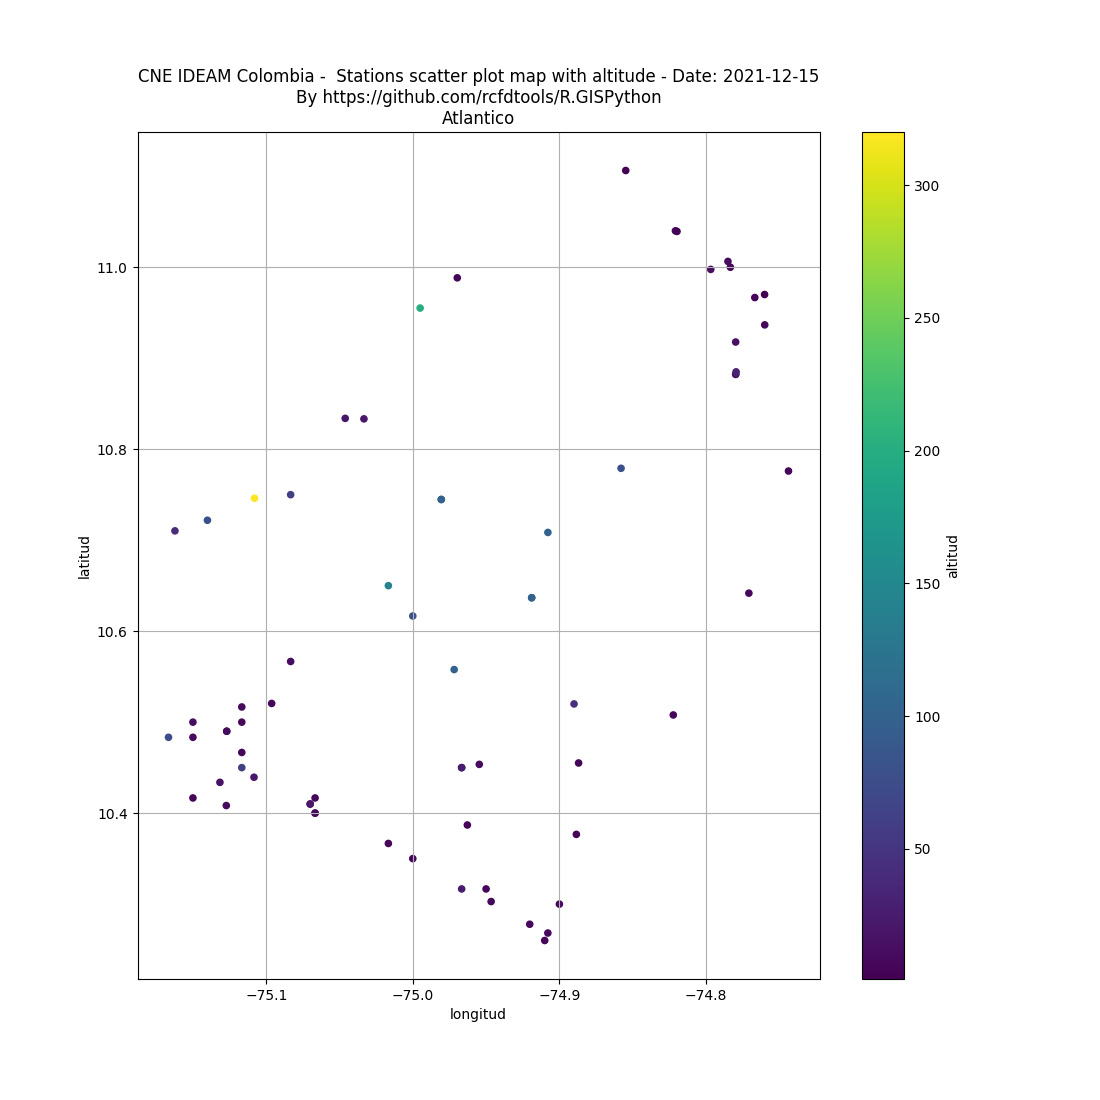 CNE IDEAM Colombia -  Stations scatter plot map with altitude - Date: 2021-12-15
By https://github.com/rcfdtools/R.GISPython
Atlantico
11.0
10.8
10.6
10.4
latitud
−75.1
−75.0
−74.9
−74.8
longitud
300
250
200
150
100
50
altitud